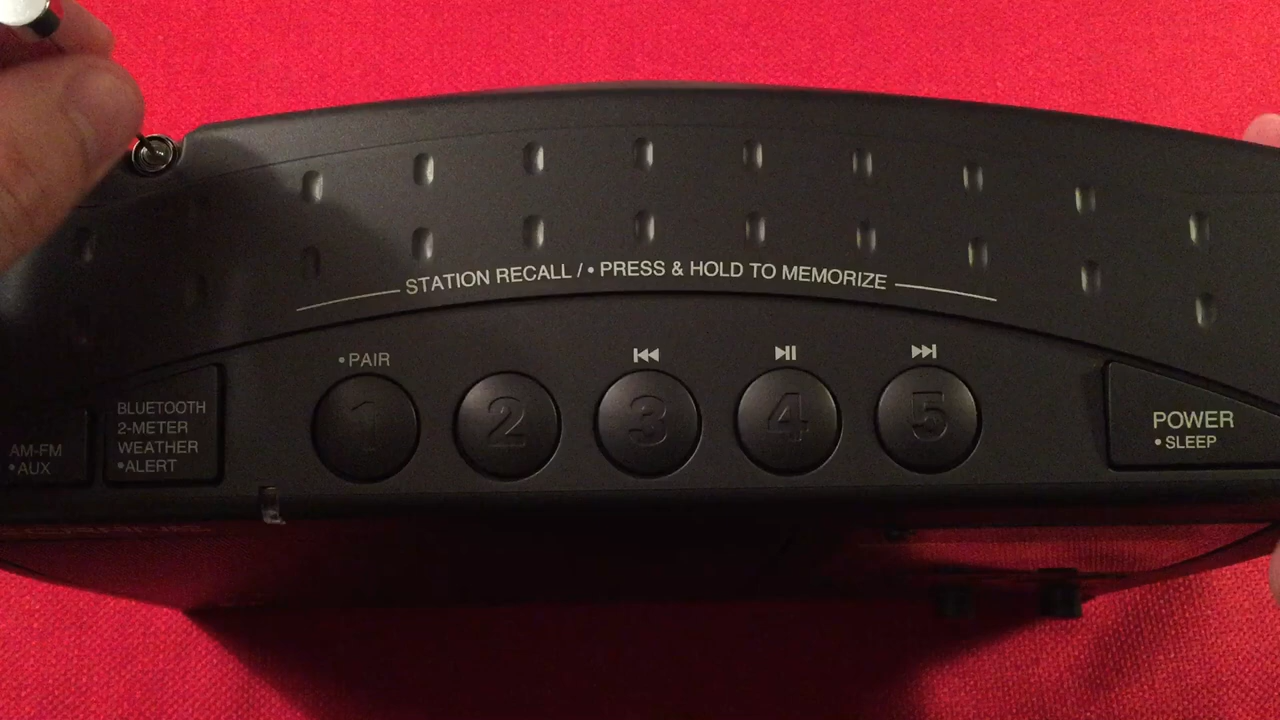 STATION RECALL / • PRESS & HOLD TO MEMORIZE
• PAIR
1 2 3 4 5
BLUETOOTH
2-METER
WEATHER
• ALERT
AM-FM
• AUX
POWER
• SLEEP